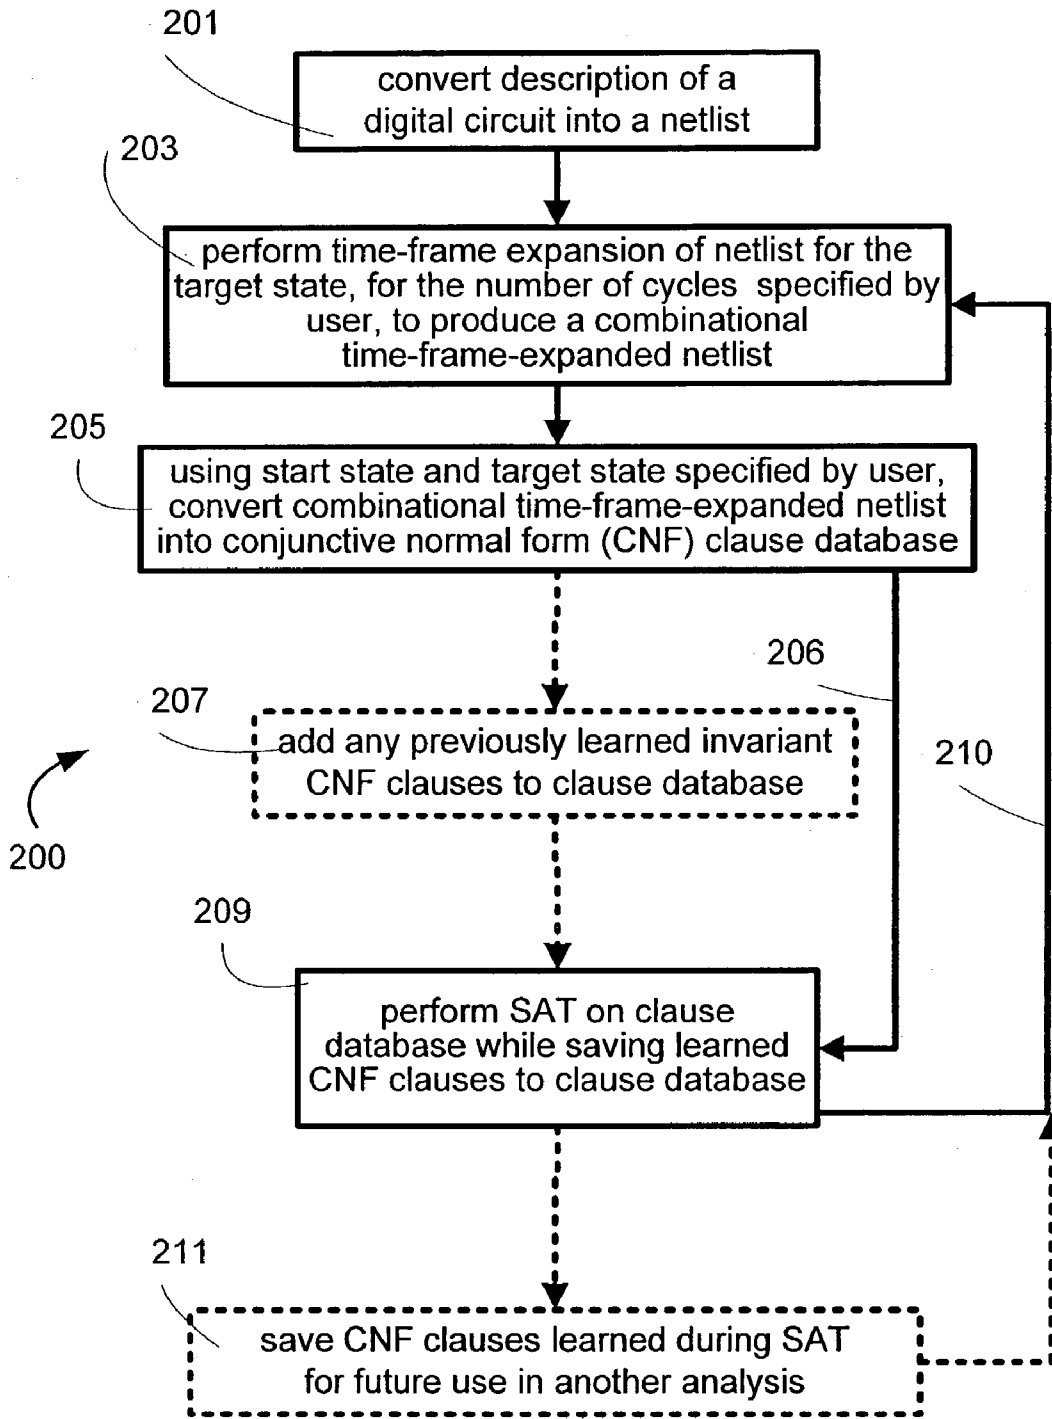 201
convert description of a
digital circuit into a netlist
203
perform time-frame expansion of netlist for the
target state, for the number of cycles specified by
user, to produce a combinational
time-frame-expanded netlist
205
using start state and target state specified by user,
convert combinational time-frame-expanded netlist
into conjunctive normal form (CNF) clause database
206
207
add any previously learned invariant
CNF clauses to clause database
210
200
209
perform SAT on clause
database while saving learned
CNF clauses to clause database
211
save CNF clauses learned during SAT
for future use in another analysis